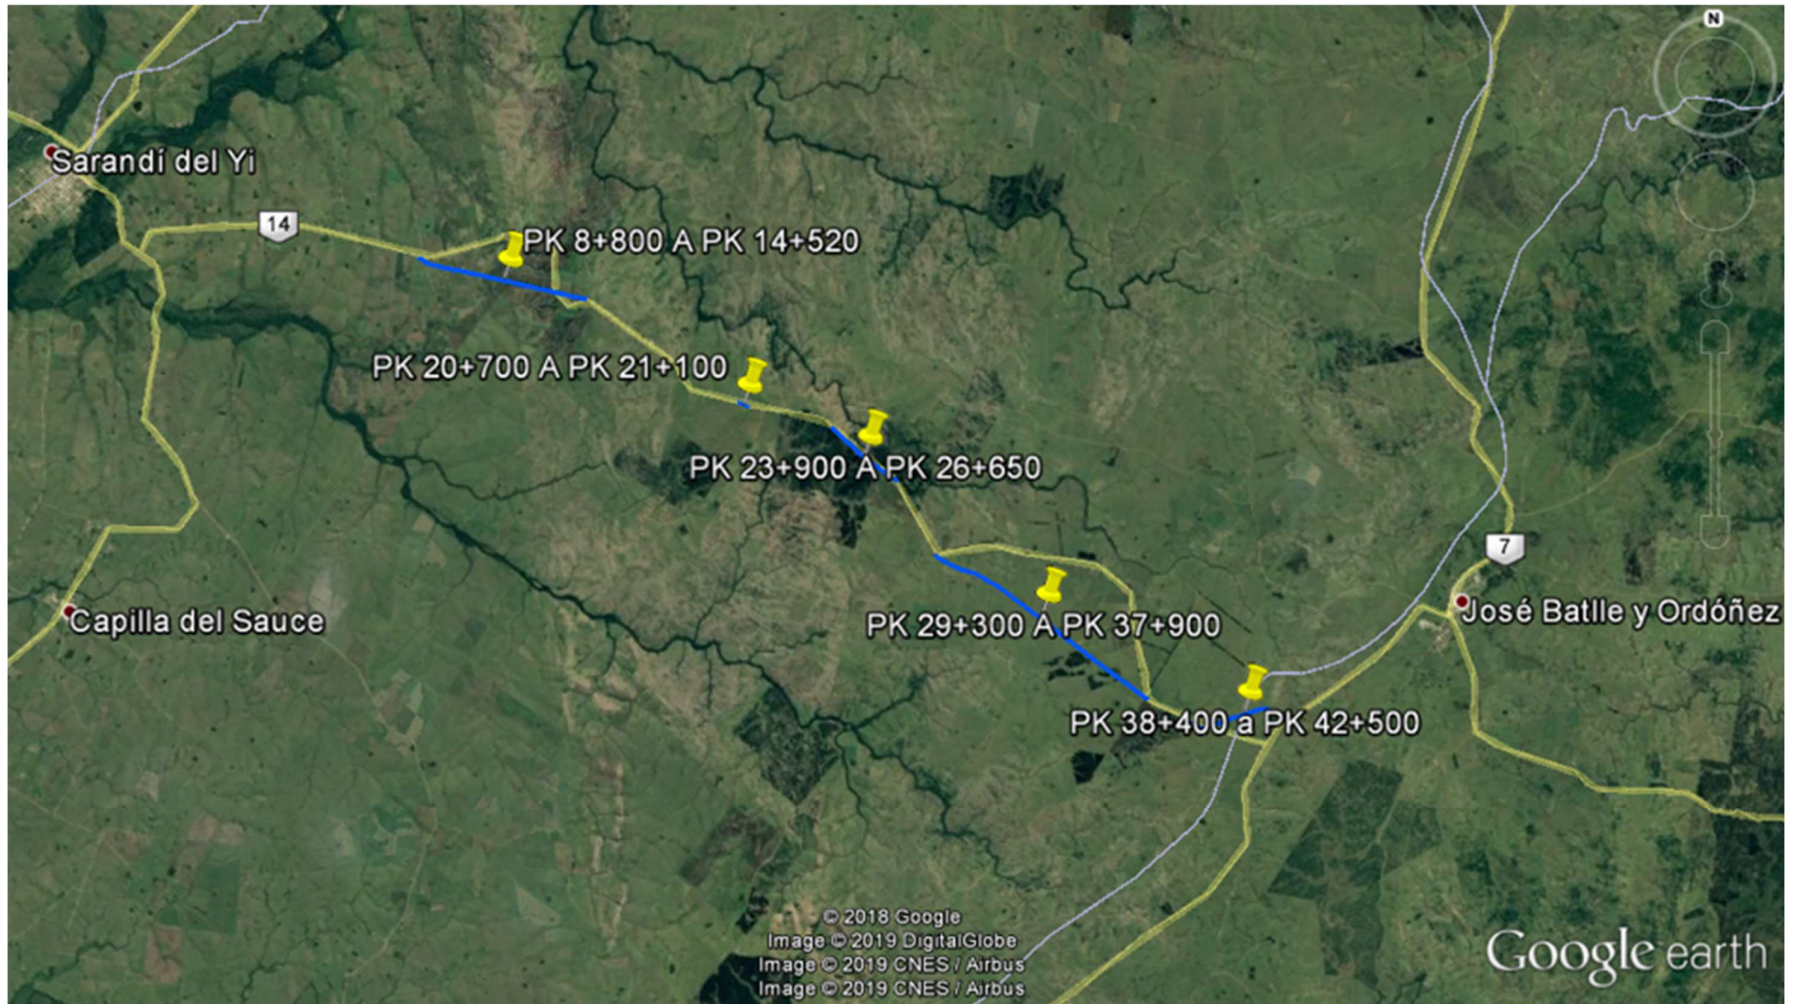 N
Sarandí del Yi
14
PK 8+800 A PK 14+520
PK 20+700 A PK 21+100
PK 23+900 A PK 26+650
7
Capilla del Sauce
PK 29+300 A PK 37+900
José Batlle y Ordóñez
PK 38+400 a PK 42+500
© 2018 Google
Image © 2019 DigitalGlobe
Image © 2019 CNES / Airbus
Image © 2019 CNES / Airbus
Google earth